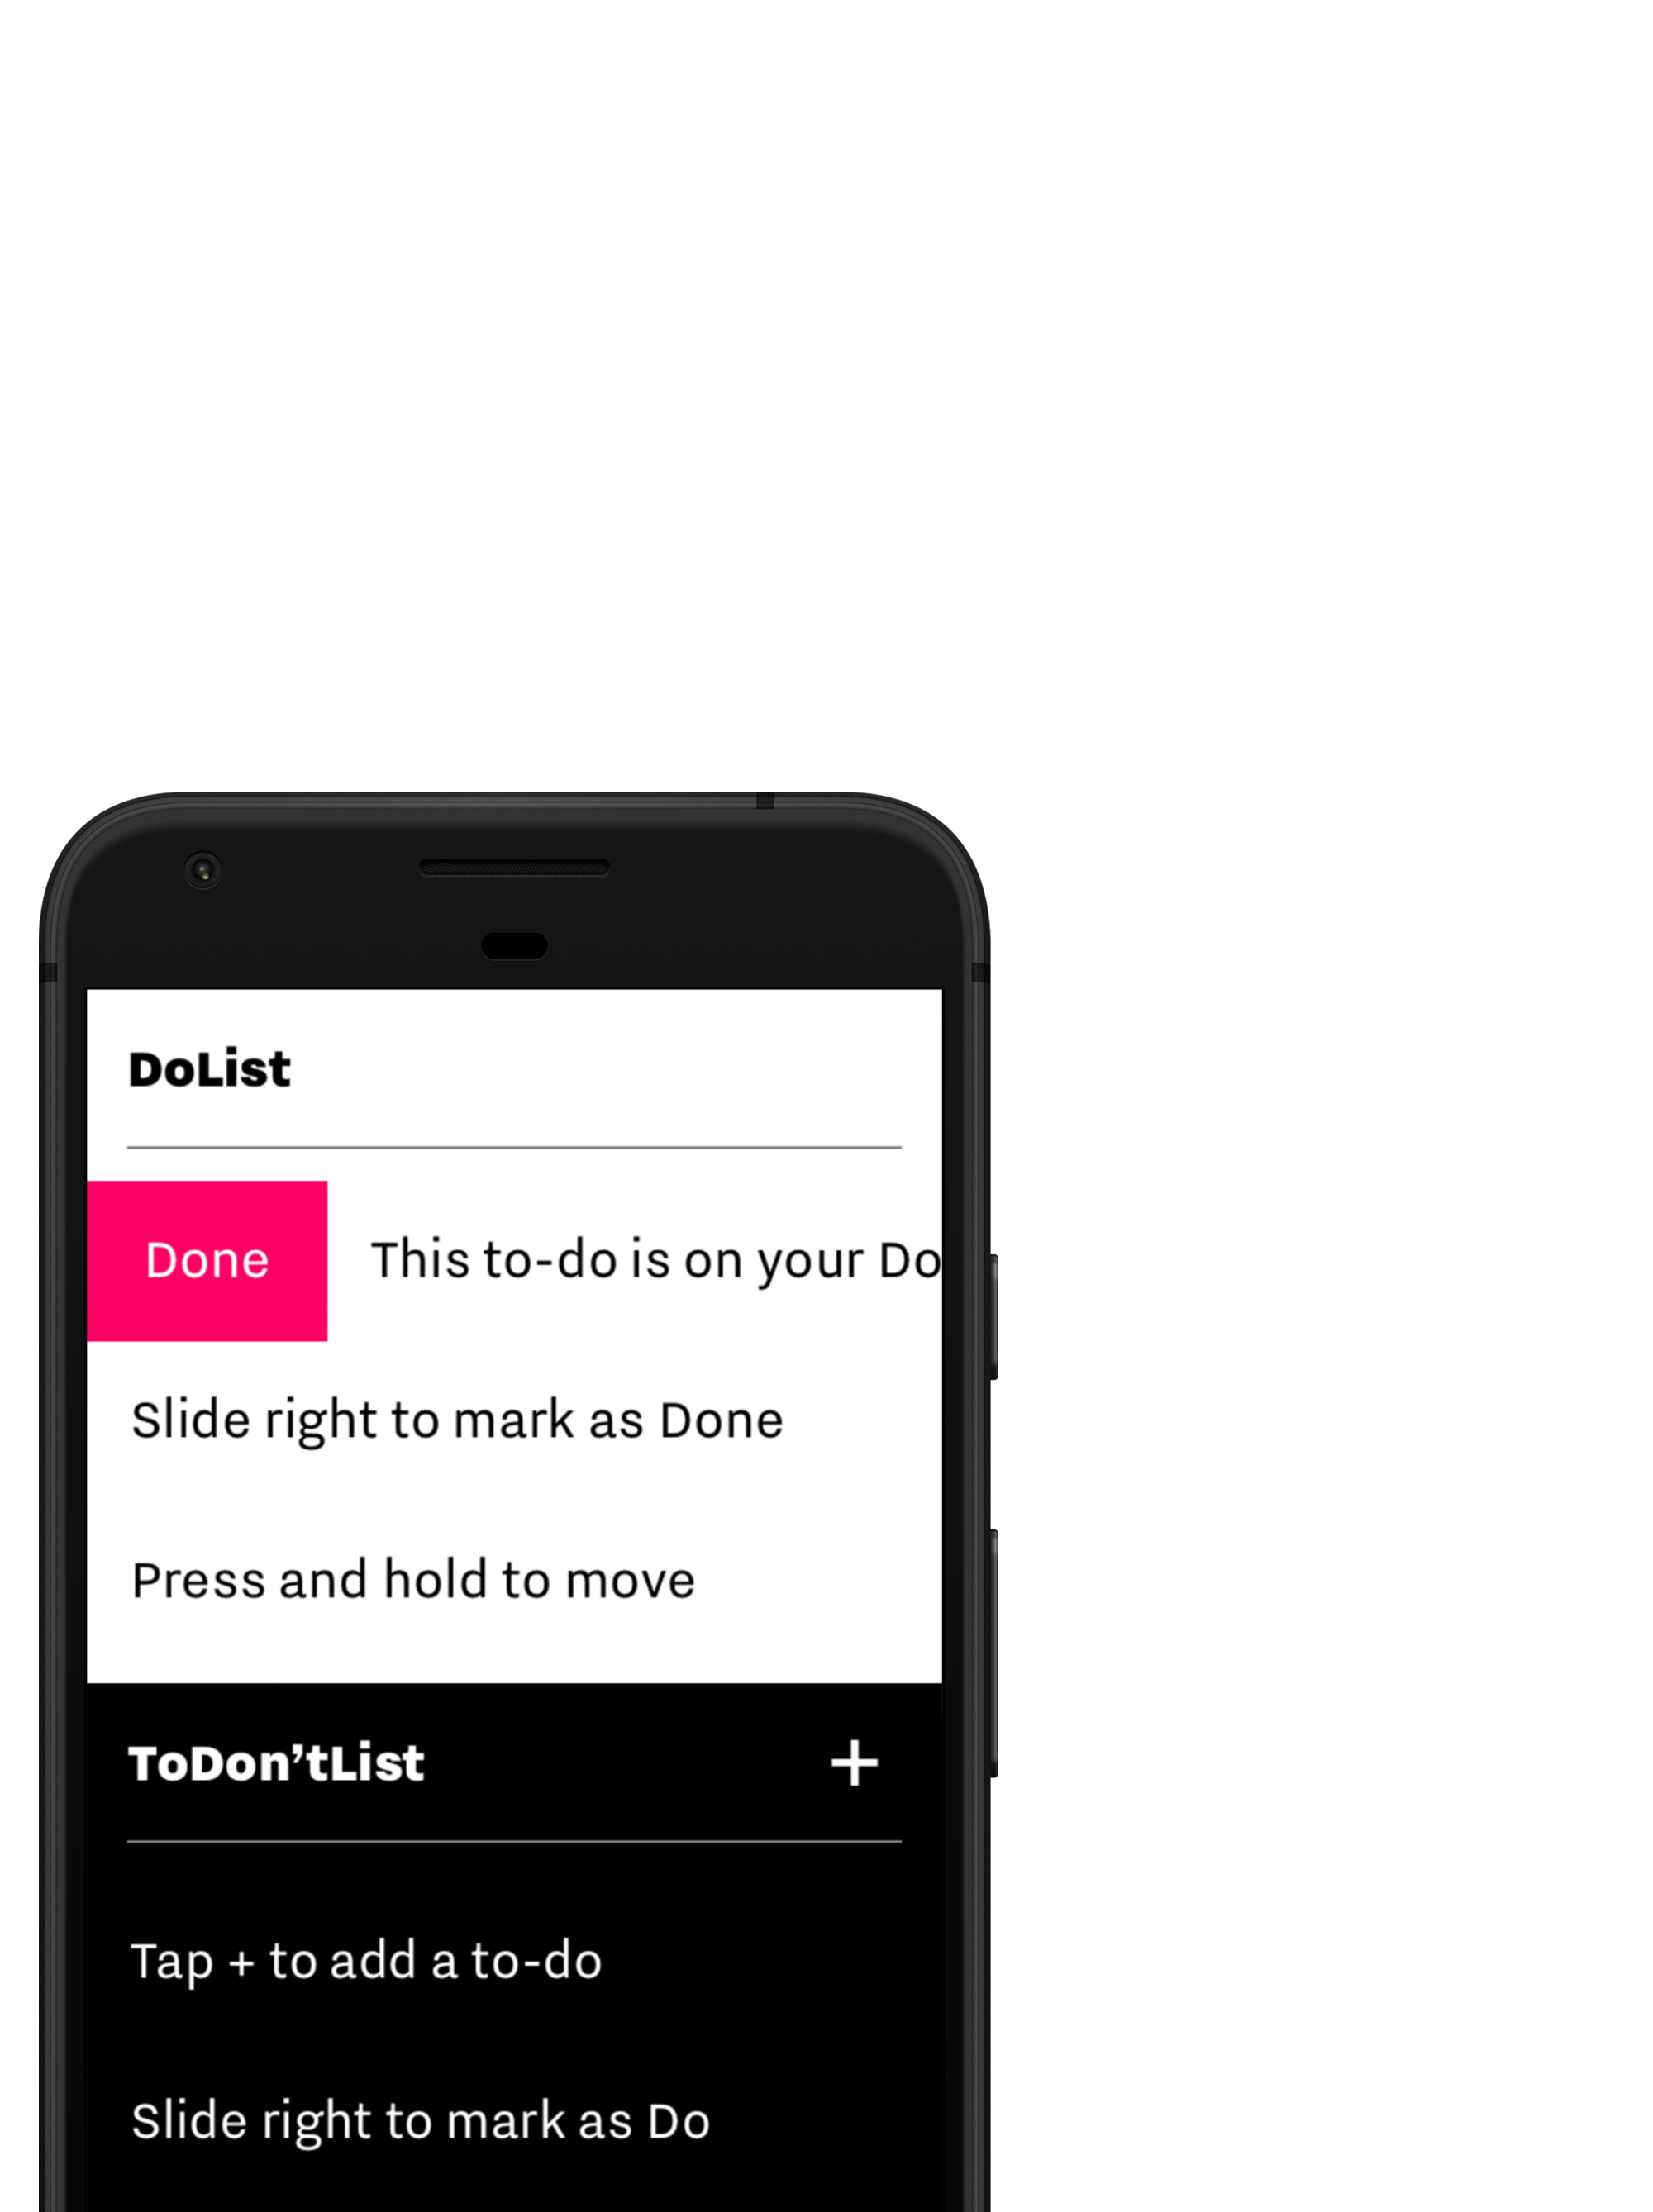 DoList
Done This to-do is on your Do
Slide right to mark as Done
Press and hold to move
ToDon’tList +
Tap + to add a to-do
Slide right to mark as Do